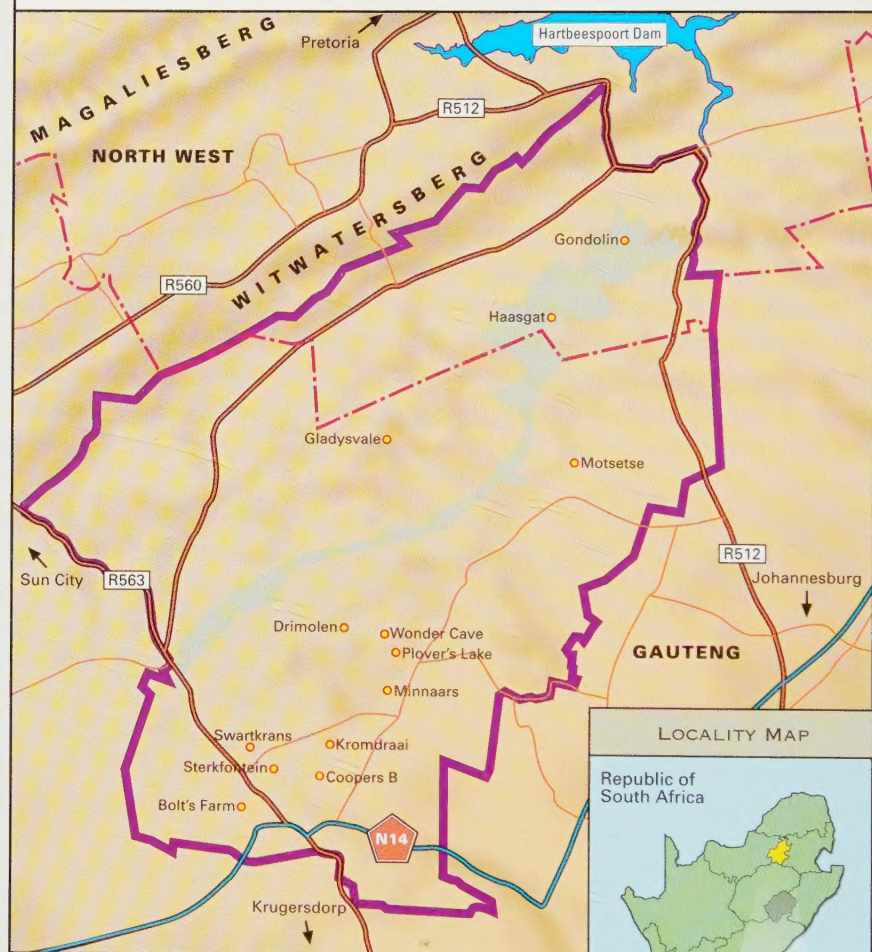 Pretoria
Hartbeespoort Dam
MAGALIESBERG
R512
NORTH WEST
WITWATERSBERG
Gondolin
R560
Haasgat
Gladysvale
Motsetse
R512
Sun City
R563
Johannesburg
Drimolen
Wonder Cave
Plover's Lake
GAUTENG
Minnaars
Swartkrans
Kromdraai
Sterkfontein
Coopers B
Bolt's Farm
N14
Krugersdorp
LOCALITY MAP
Republic of
South Africa